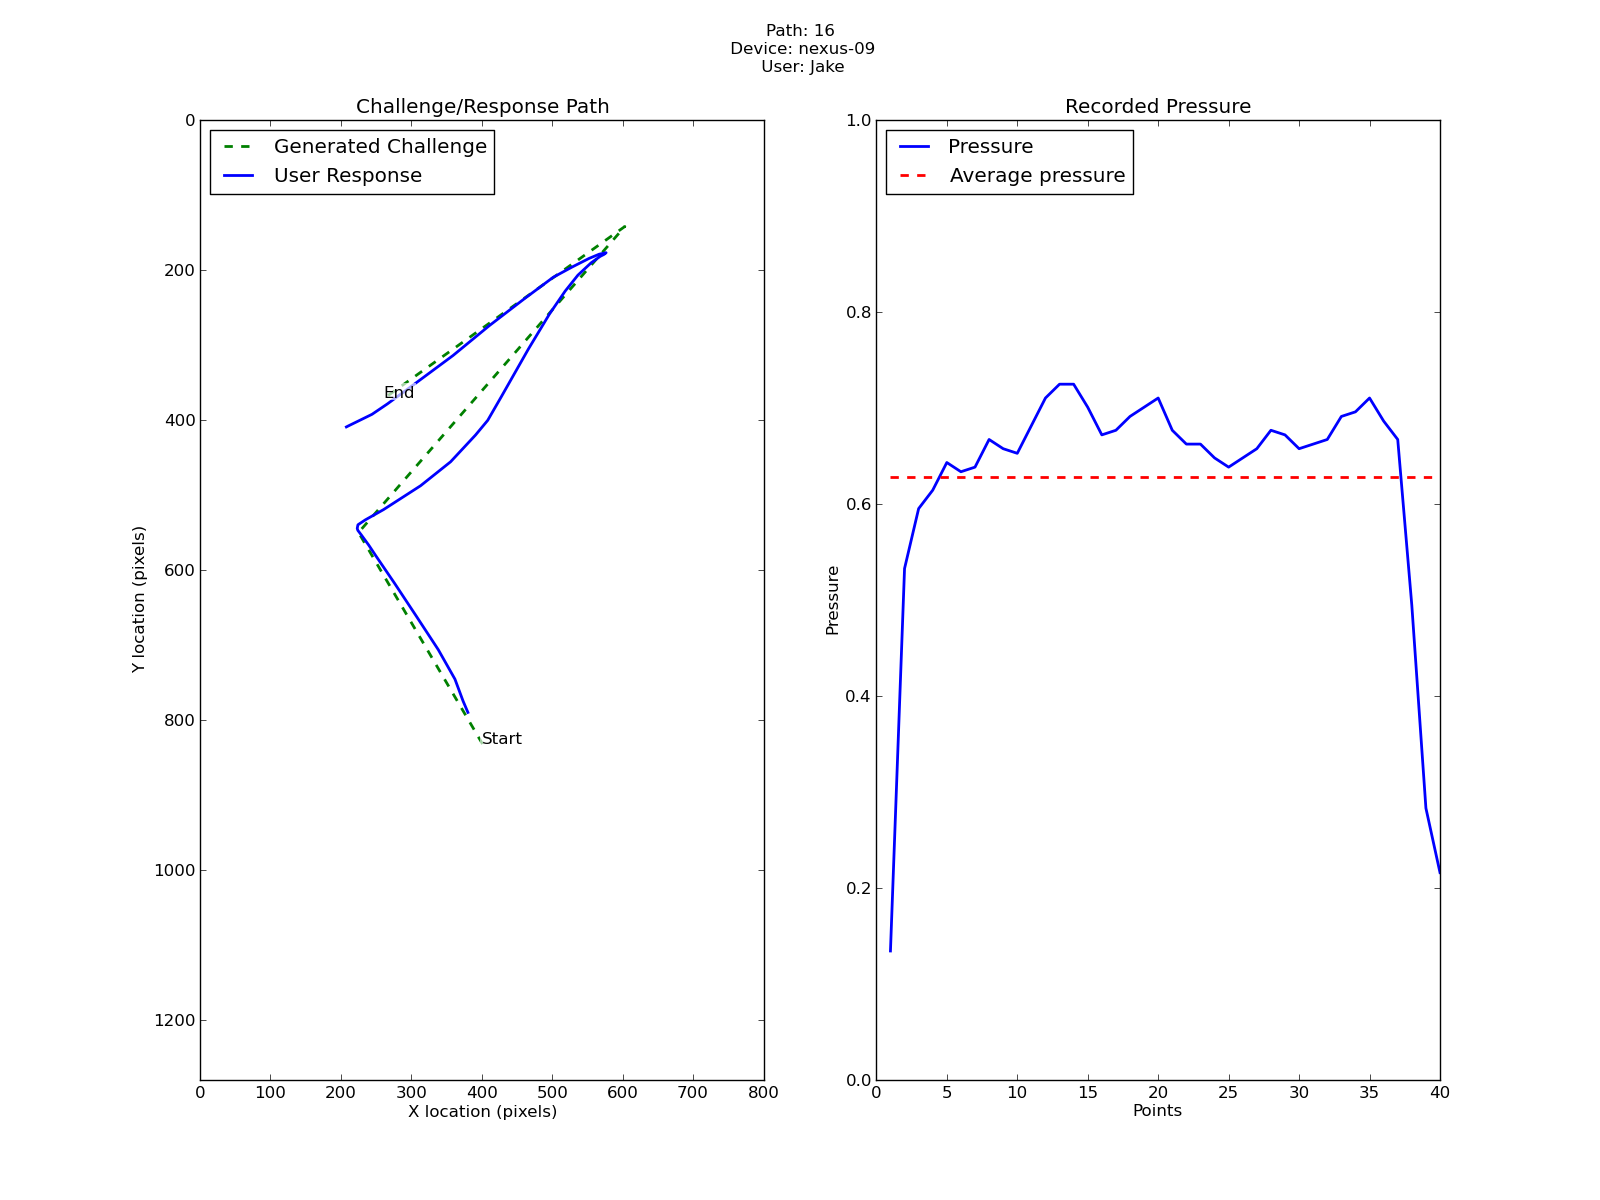 Path: 16
Device: nexus-09
User: Jake
Challenge/Response Path
Generated Challenge
User Response
0
200
400
600
800
1000
1200
Y location (pixels)
End
Start
0 100 200 300 400 500 600 700 800
X location (pixels)
Recorded Pressure
Pressure
Average pressure
1.0
0.8
0.6
0.4
0.2
0.0
Pressure
0 5 10 15 20 25 30 35 40
Points